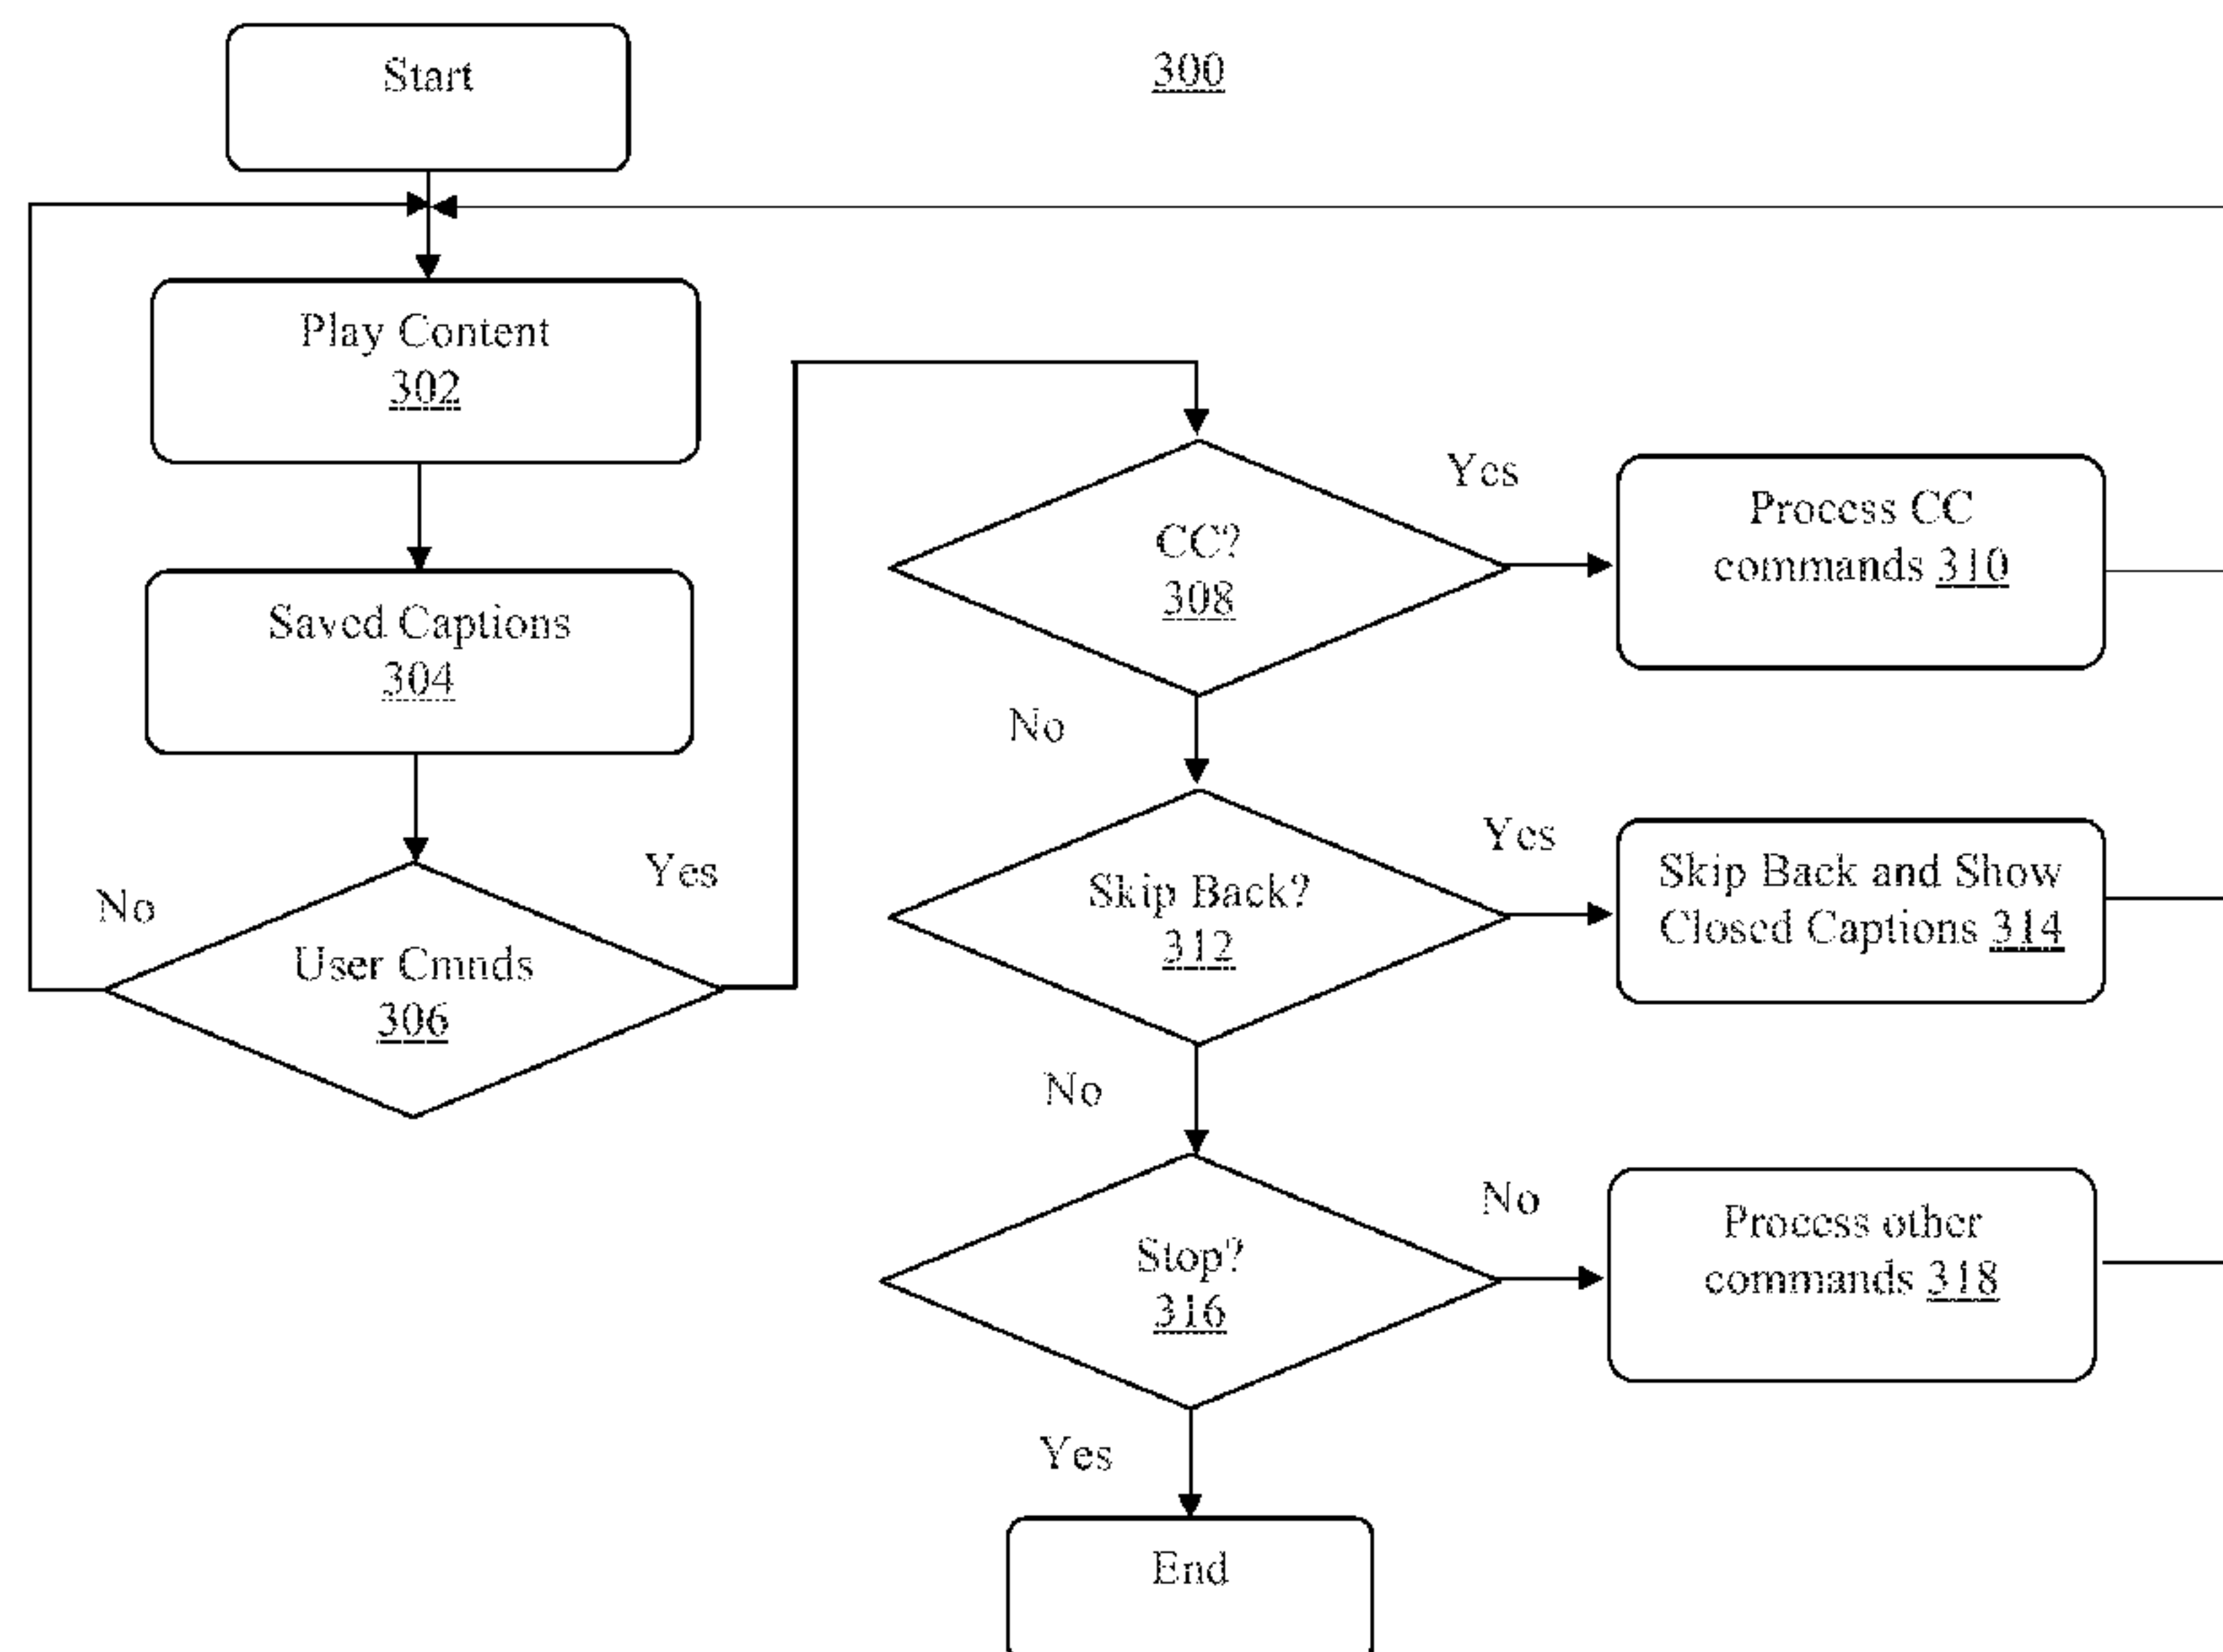 Start
300
Play Content
302
Saved Captions
304
User Cmnds
306
No
Yes
CC?
308
Yes
No
Process CC
commands 310
Skip Back?
312
Yes
No
Skip Back and Show
Closed Captions 314
Stop?
316
No
Yes
Process other
commands 318
End